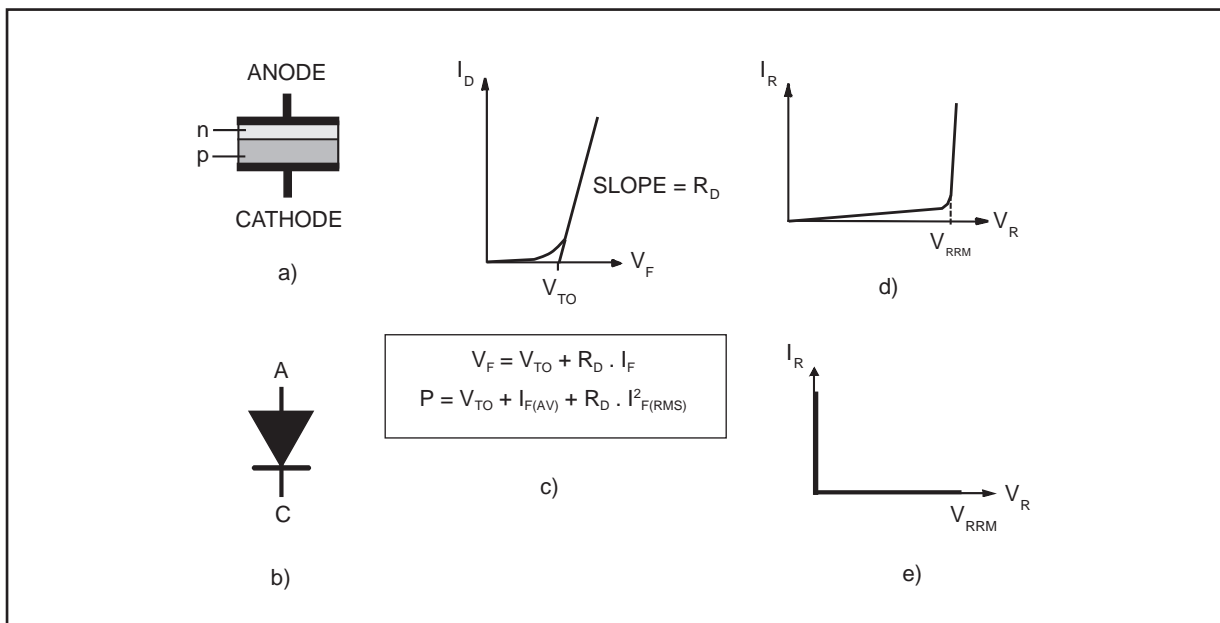 ANODE
n
p
CATHODE
a)
A
C
b)
I_D
SLOPE = R_D
V_F
V_TO
V_F = V_TO + R_D . I_F
P = V_TO + I_F(AV) + R_D . I²_F(RMS)
c)
I_R
V_R
V_RRM
d)
I_R
V_R
V_RRM
e)